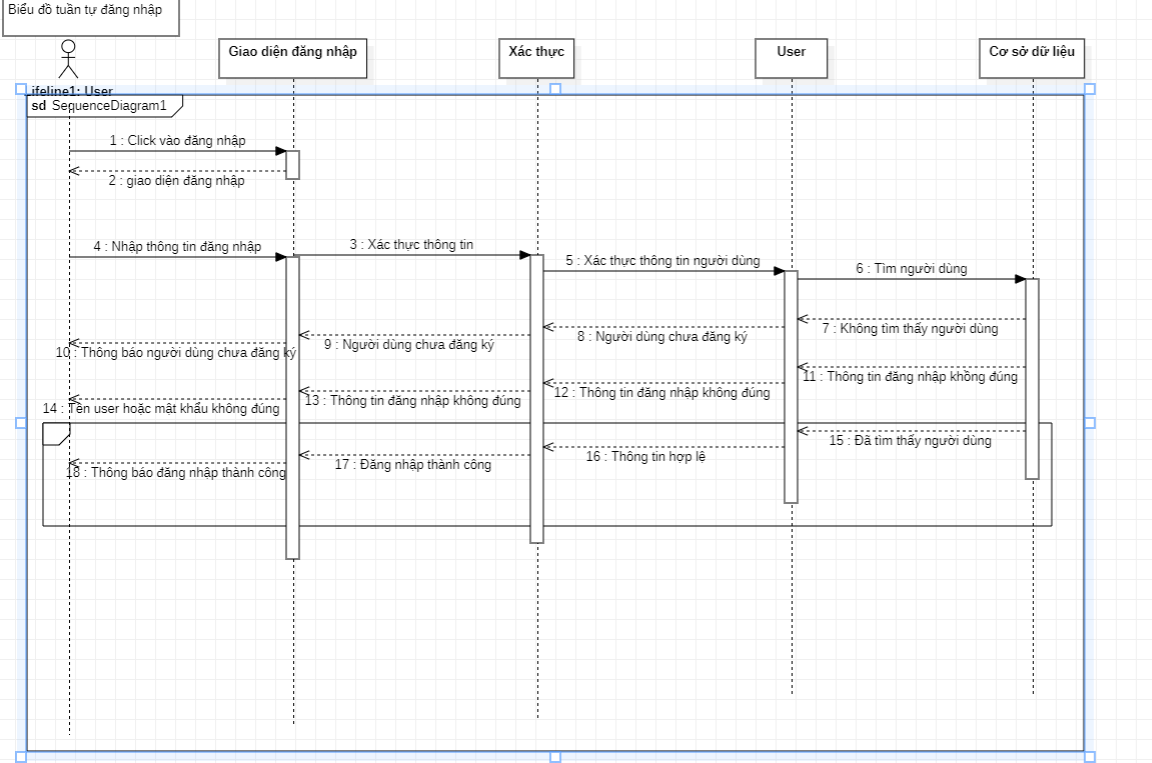 Biểu đồ tuần tự đăng nhập
Giao diện đăng nhập
Xác thực
User
Cơ sở dữ liệu
ifeline1: User
sd SequenceDiagram1
1 : Click vào đăng nhập
2 : giao diện đăng nhập
4 : Nhập thông tin đăng nhập
3 : Xác thực thông tin
5 : Xác thực thông tin người dùng
6 : Tìm người dùng
7 : Không tìm thấy người dùng
8 : Người dùng chưa đăng ký
9 : Người dùng chưa đăng ký
10 : Thông báo người dùng chưa đăng ký
11 : Thông tin đăng nhập không đúng
12 : Thông tin đăng nhập không đúng
13 : Thông tin đăng nhập không đúng
14 : Tên user hoặc mật khẩu không đúng
15 : Đã tìm thấy người dùng
16 : Thông tin hợp lệ
17 : Đăng nhập thành công
18 : Thông báo đăng nhập thành công